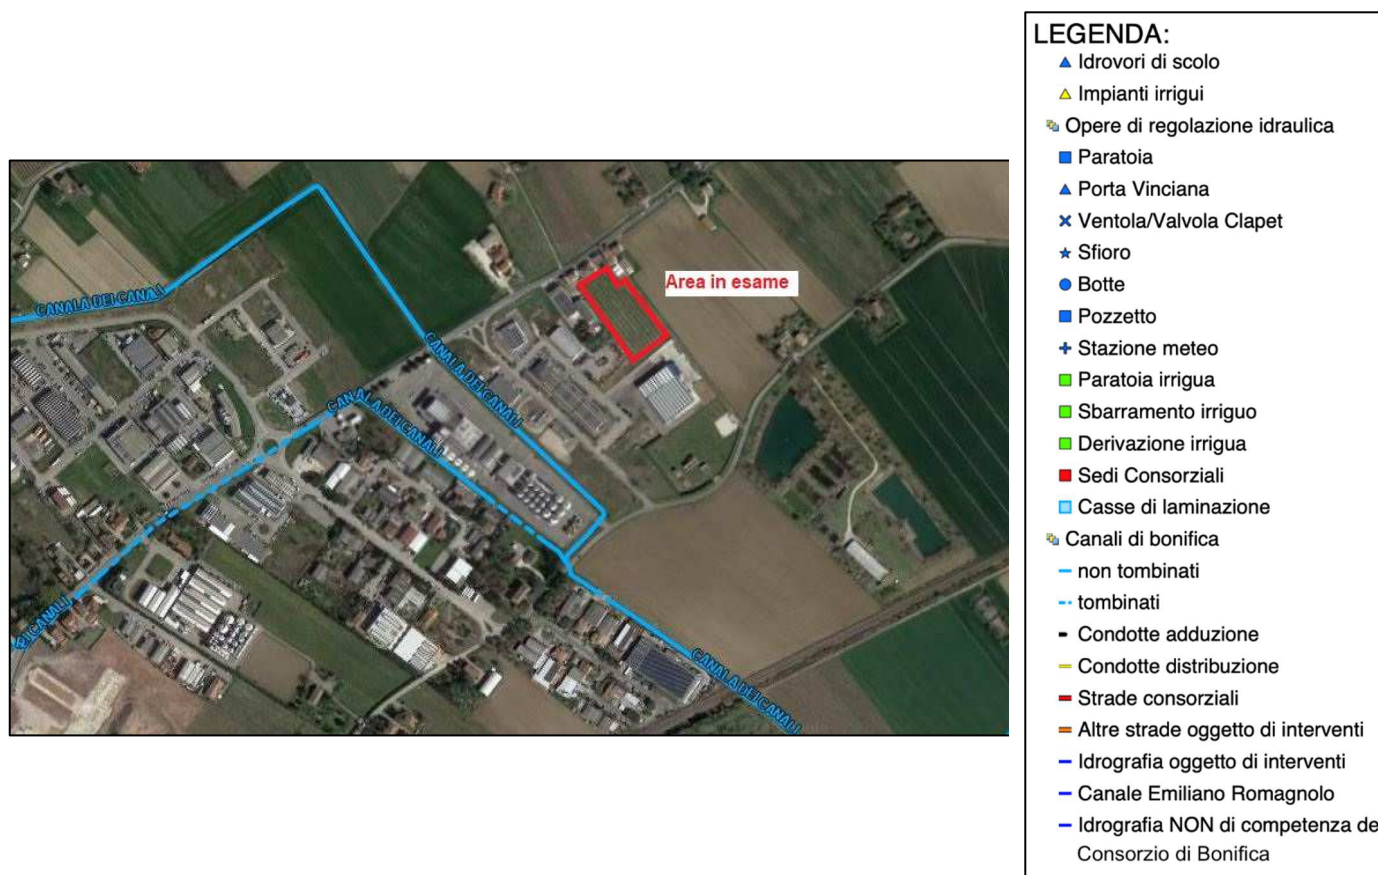 LEGENDA:
Idrovori di scolo
Impianti irrigui
Opere di regolazione idraulica
Paratoia
Porta Vinciana
Ventola/Valvola Clapet
Sfioro
Botte
Pozzetto
Stazione meteo
Paratoia irrigua
Sbarramento irriguo
Derivazione irrigua
Sedi Consorziali
Casse di laminazione
Canali di bonifica
non tombinati
tombinati
Condotte adduzione
Condotte distribuzione
Strade consorziali
Altre strade oggetto di interventi
Idrografia oggetto di interventi
Canale Emiliano Romagnolo
Idrografia NON di competenza de
Consorzio di Bonifica
Area in esame
CANALA DEI CANALI
CANALA DEI CANALI
CANALA DEI CANALI
EI CANALI
CANALA DEI CANALI